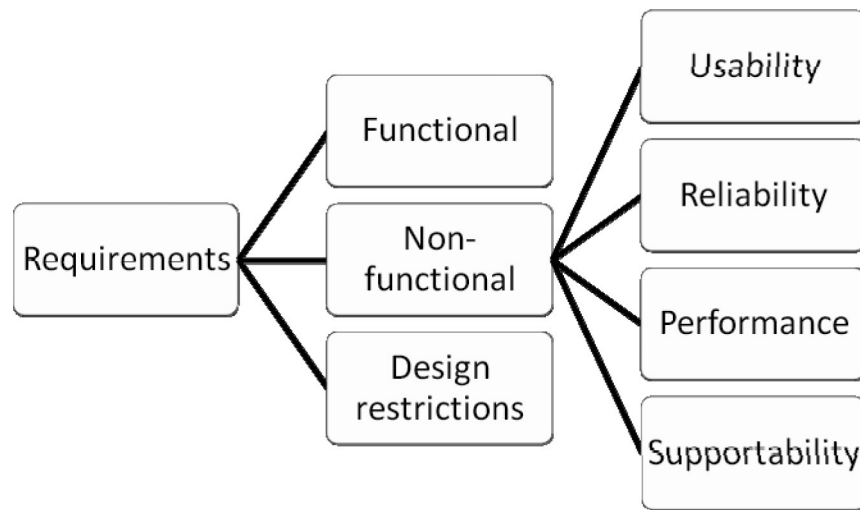 Requirements
Functional
Non-
functional
Design
restrictions
Usability
Reliability
Performance
Supportability